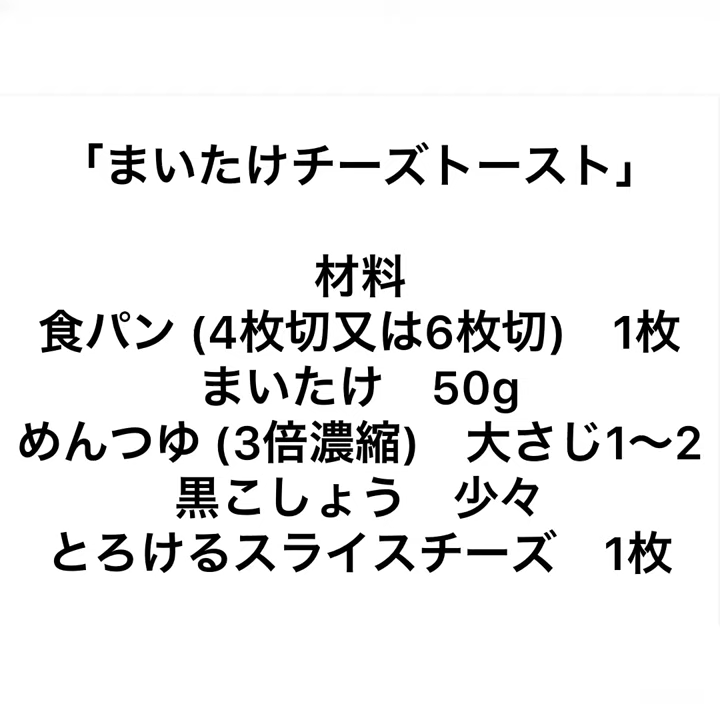 「まいたけチーズトースト」
材料
食パン (4枚切又は6枚切)　1枚
まいたけ　50g
めんつゆ (3倍濃縮)　大さじ1〜2
黒こしょう　少々
とろけるスライスチーズ　1枚